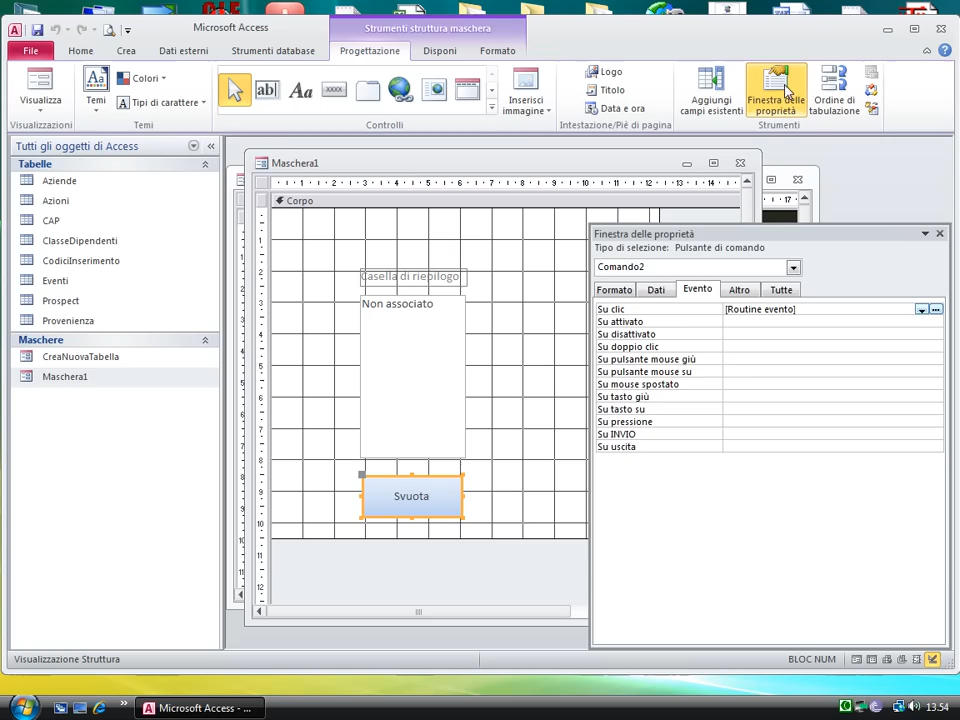 Microsoft Access
Strumenti struttura maschera
File
Home
Crea
Dati esterni
Strumenti database
Progettazione
Disponi
Formato
Visualizza
Temi
Colori
Tipi di carattere
ab|
Aa
xxxx
Inserisci
immagine
Logo
Titolo
Data e ora
Aggiungi
campi esistenti
Finestra delle
proprietà
Ordine di
tabulazione
Visualizzazioni
Temi
Controlli
Intestazione/Piè di pagina
Strumenti
Tutti gli oggetti di Access
Tabelle
Aziende
Azioni
CAP
ClasseDipendenti
CodiciInserimento
Eventi
Prospect
Provenienza
Maschere
CreaNuovaTabella
Maschera1
Maschera1
Corpo
Casella di riepilogo
Non associato
Svuota
Finestra delle proprietà
Tipo di selezione: Pulsante di comando
Comando2
Formato
Dati
Evento
Altro
Tutte
Su clic
[Routine evento]
Su attivato
Su disattivato
Su doppio clic
Su pulsante mouse giù
Su pulsante mouse su
Su mouse spostato
Su tasto giù
Su tasto su
Su pressione
Su INVIO
Su uscita
Visualizzazione Struttura
BLOC NUM
Microsoft Access - ...
13.54